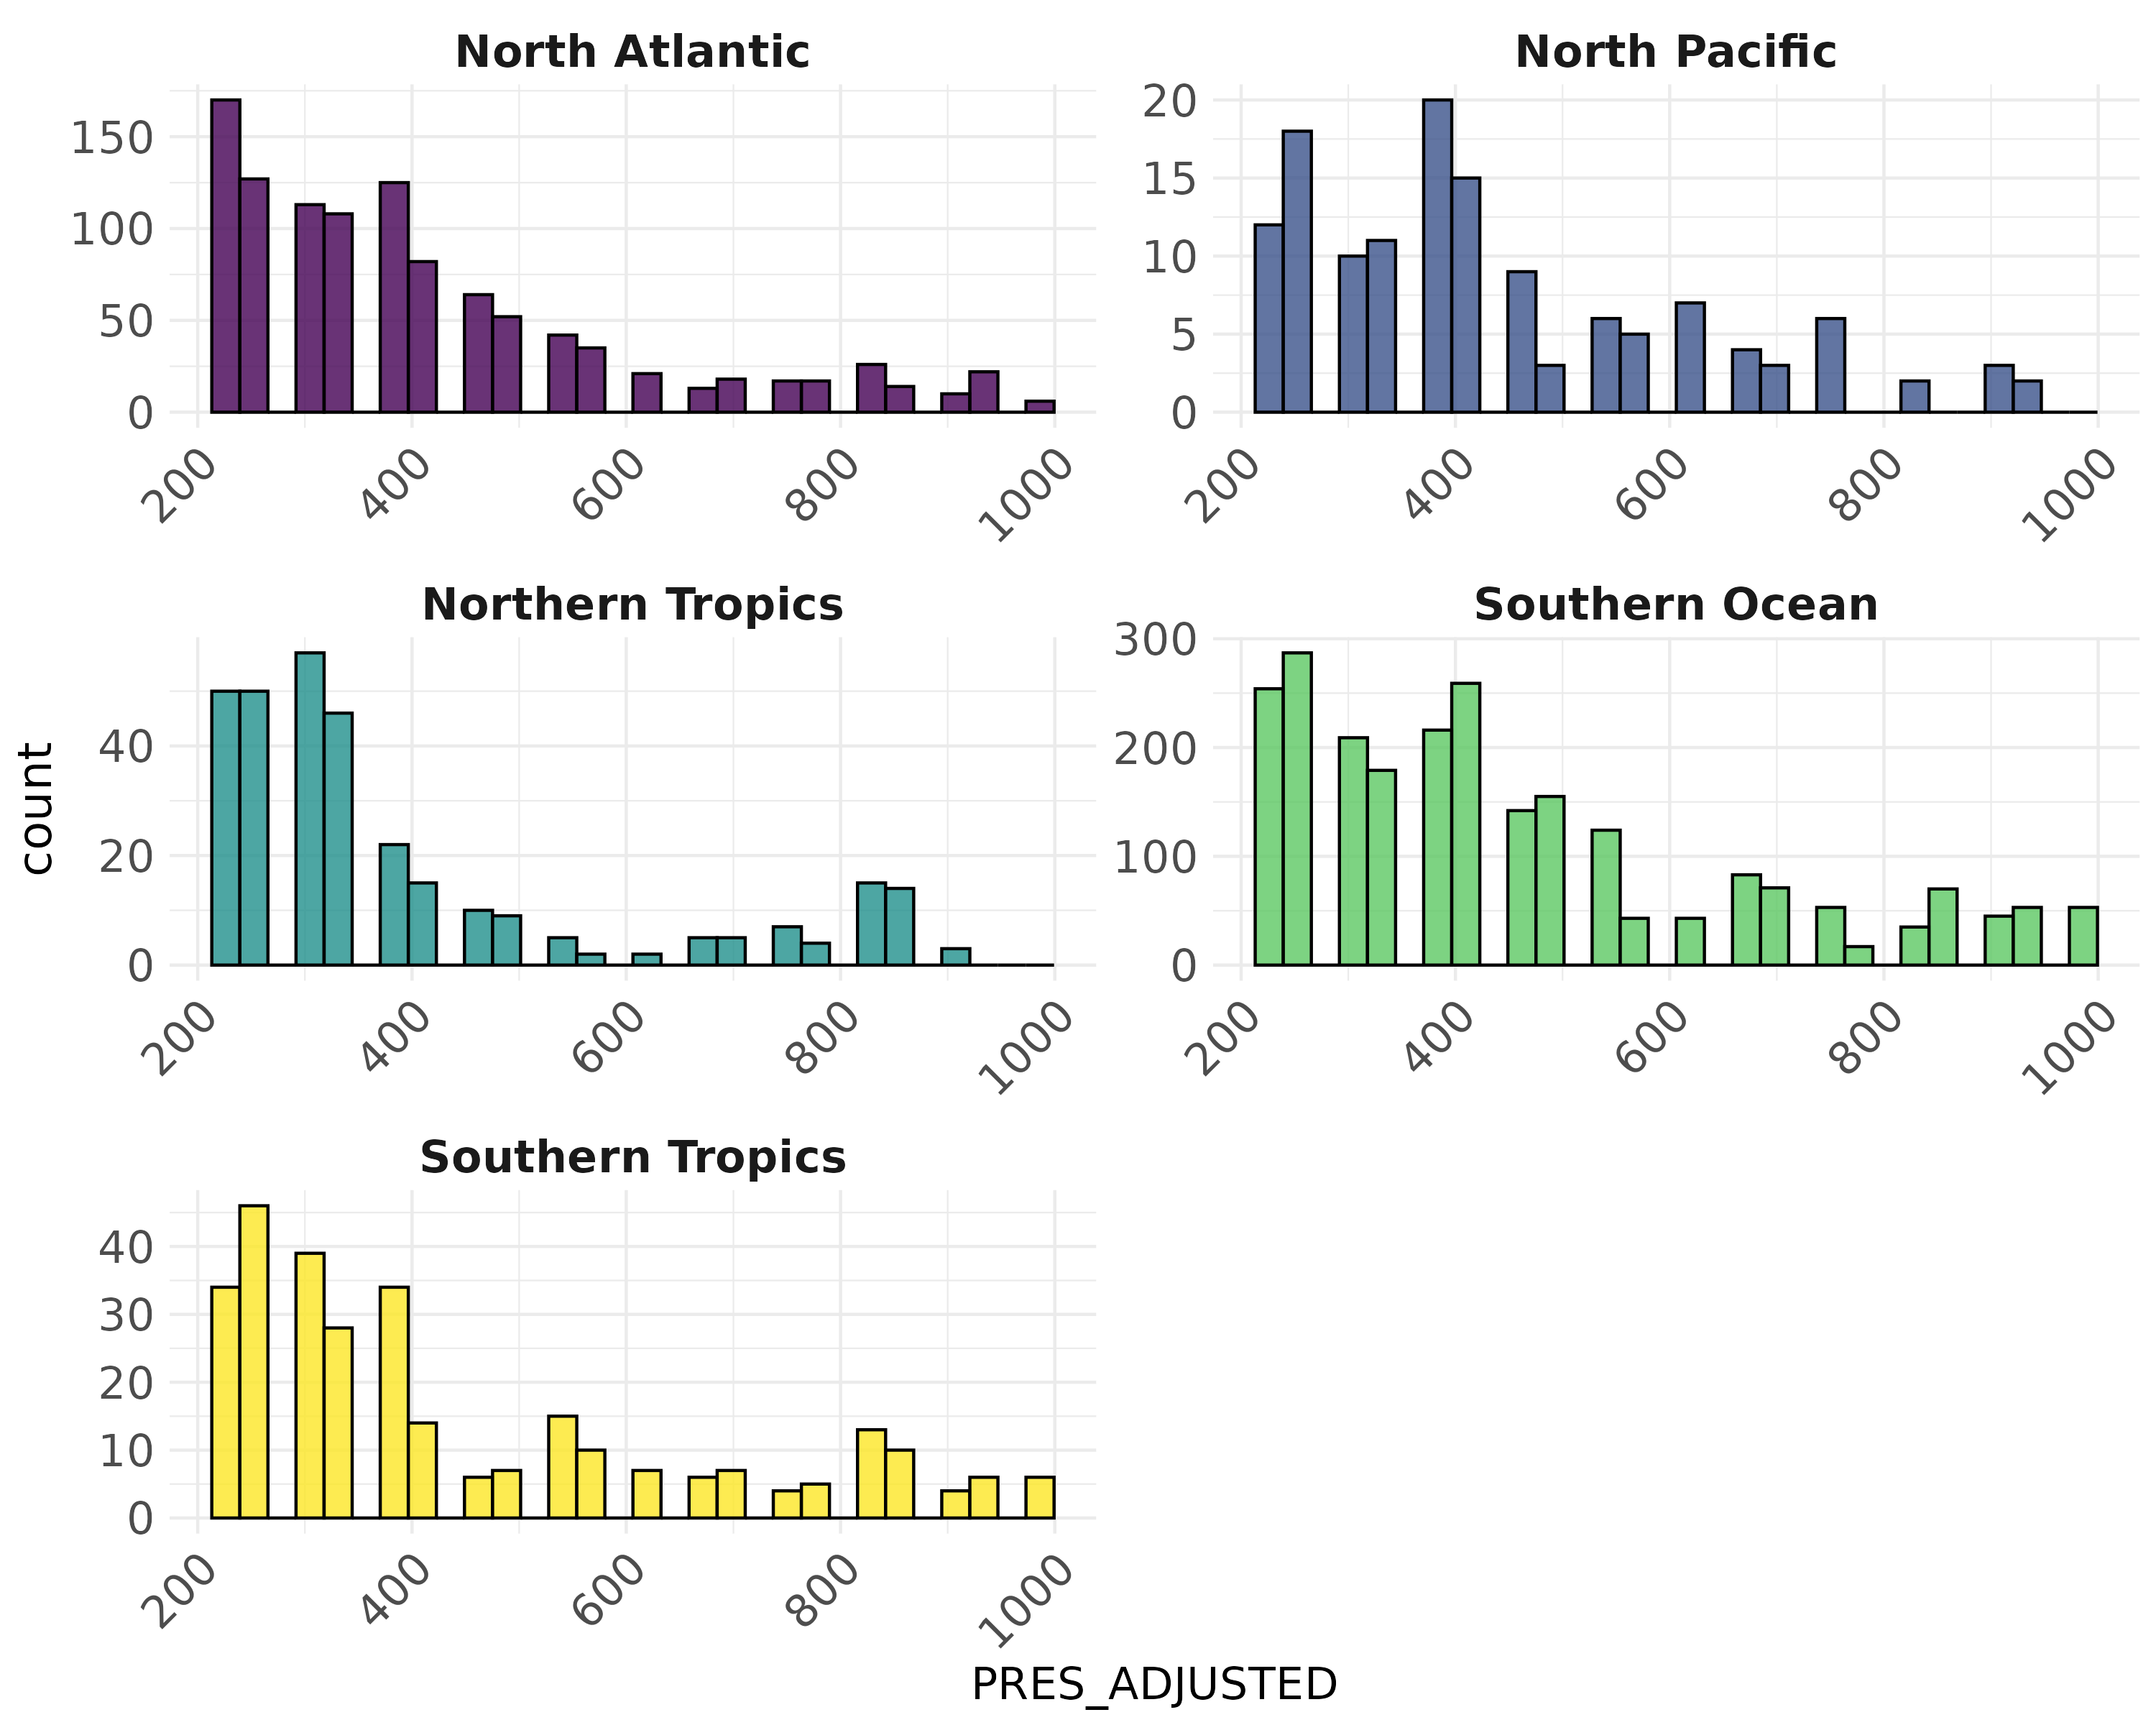 North Atlantic
North Pacific
150
100
50
0
20
15
10
5
0
200 400 600 800 1000
200 400 600 800 1000
Northern Tropics
Southern Ocean
40
20
0
300
200
100
0
200 400 600 800 1000
200 400 600 800 1000
Southern Tropics
40
30
20
10
0
200 400 600 800 1000
count
PRES_ADJUSTED